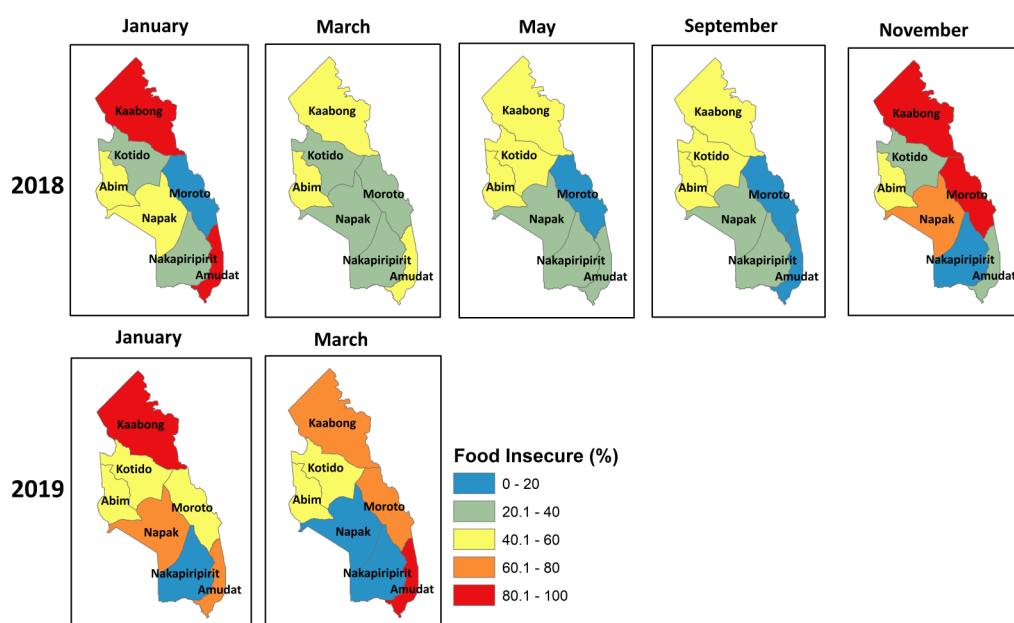 January
March
May
September
November
2018
Kaabong
Kotido
Abim
Moroto
Napak
Nakapiripirit
Amudat
Kaabong
Kotido
Abim
Moroto
Napak
Nakapiripirit
Amudat
Kaabong
Kotido
Abim
Moroto
Napak
Nakapiripirit
Amudat
Kaabong
Kotido
Abim
Moroto
Napak
Nakapiripirit
Amudat
Kaabong
Kotido
Abim
Moroto
Napak
Nakapiripirit
Amudat
January
March
2019
Kaabong
Kotido
Abim
Moroto
Napak
Nakapiripirit
Amudat
Kaabong
Kotido
Abim
Moroto
Napak
Nakapiripirit
Amudat
Food Insecure (%)
0 - 20
20.1 - 40
40.1 - 60
60.1 - 80
80.1 - 100